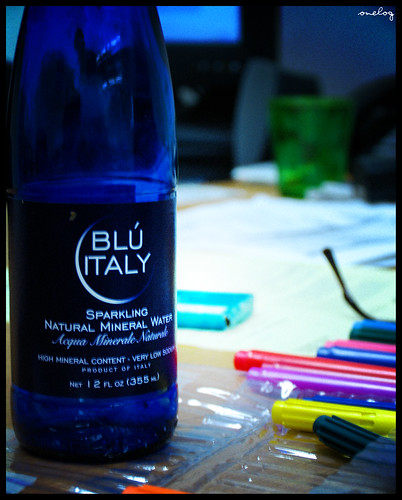 onelog
BLÚ
ITALY
SPARKLING
NATURAL MINERAL WATER
Acqua Minerale Naturale
HIGH MINERAL CONTENT - VERY LOW SODIUM
PRODUCT OF ITALY
NET 12 FL OZ (355 ML)